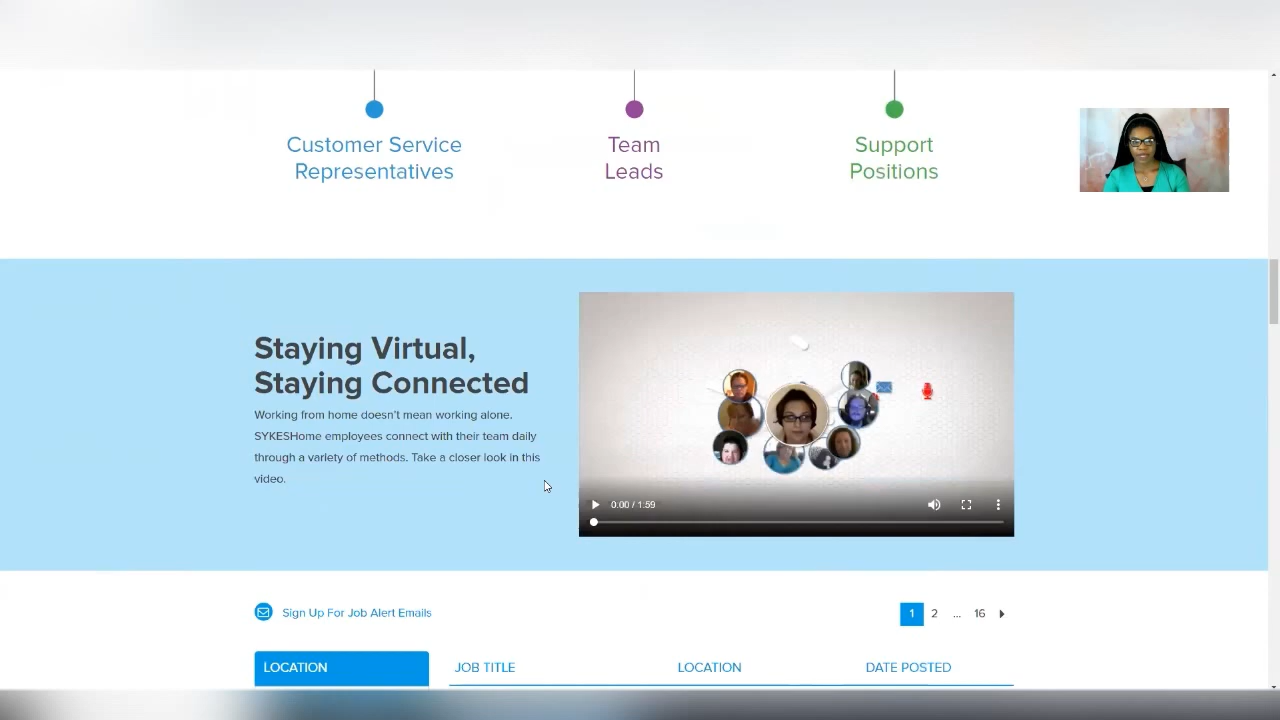 Customer Service
Representatives
Team
Leads
Support
Positions
Staying Virtual,
Staying Connected
Working from home doesn't mean working alone.
SYKESHome employees connect with their team daily
through a variety of methods. Take a closer look in this
video.
0:00 / 1:59
Sign Up For Job Alert Emails
1 2 ... 16
LOCATION JOB TITLE LOCATION DATE POSTED